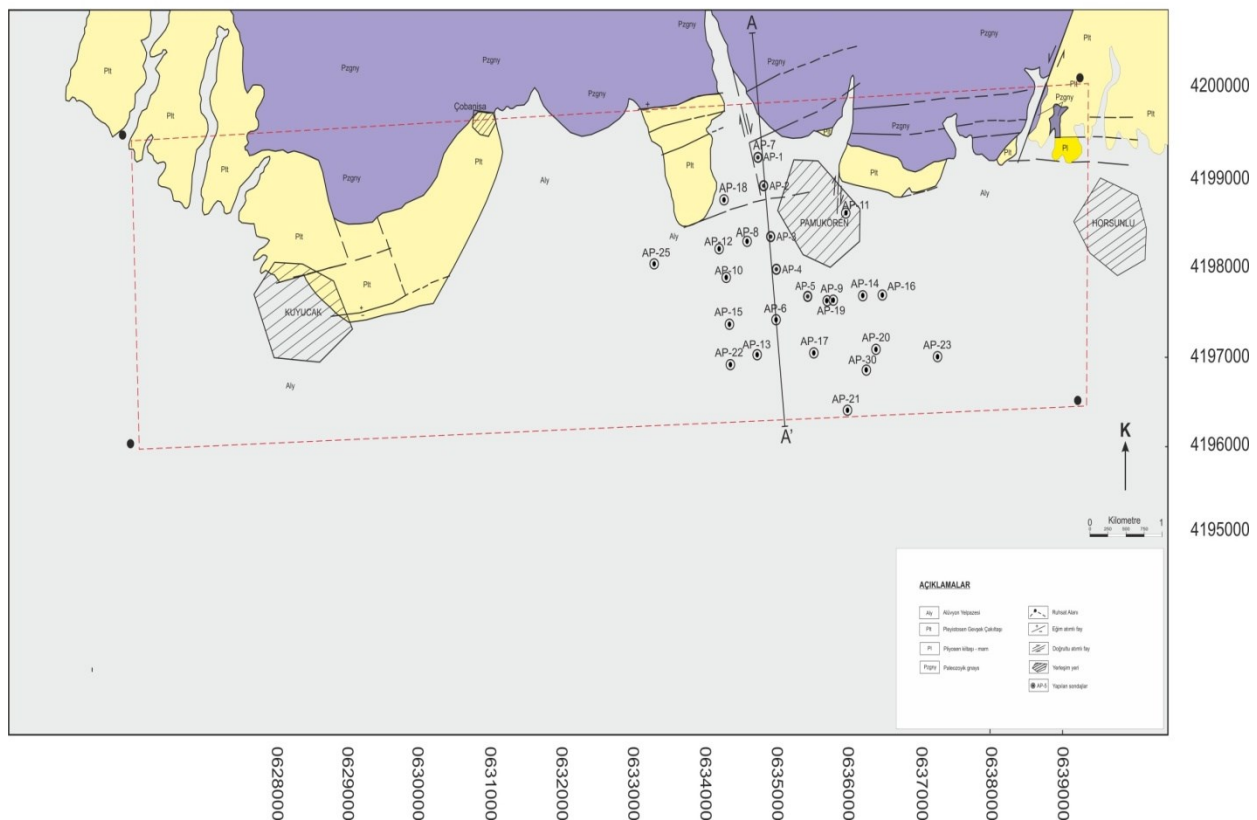 A
Pzgny
Pzgny
Pzgny
Pzgny
Pzgny
Plt
Plt
Plt
Pzgny
Plt
Pzgny
4200000
Çobanisa
Pzgny
Plt
AP-7
AP-1
Plt
Pl
Pzgny
Aly
AP-18
AP-2
Plt
Plt
Aly
4199000
AP-11
PAMUKÖREN
HORSUNLU
Plt
Aly
AP-12
AP-8
AP-3
AP-25
AP-10
AP-4
4198000
Plt
AP-5
AP-9
AP-14
AP-16
AP-19
KUYUCAK
AP-15
AP-6
AP-22
AP-13
AP-17
AP-20
AP-23
4197000
AP-30
Aly
AP-21
A'
4196000
K
Kilometre
0 250 500 750 1
4195000
AÇIKLAMALAR
Aly Alüvyon Yelpazesi
Plt Pleyistosen Gevşek Çakıltaşı
Pl Pliyosen kiltaşı - marn
Pzgny Paleozoyik gnays
Ruhsat Alanı
Eğim atımlı fay
Doğrultu atımlı fay
Yerleşim yeri
AP-5 Yapılan sondajlar
0628000
0629000
0630000
0631000
0632000
0633000
0634000
0635000
0636000
0637000
0638000
0639000